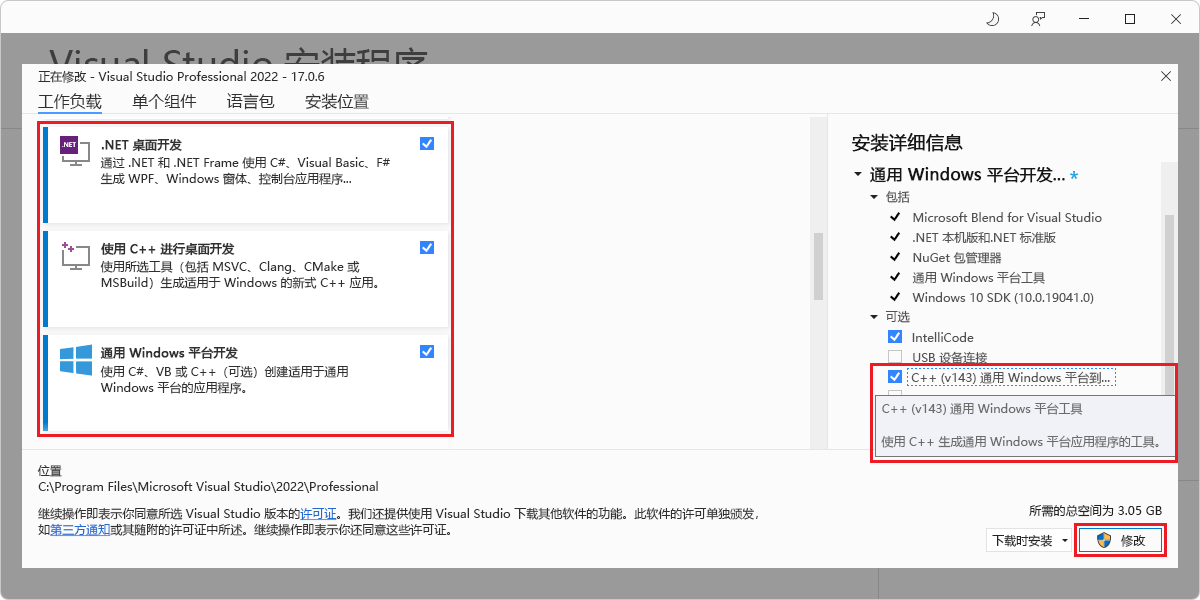 Visual Studio 安装程序
正在修改 - Visual Studio Professional 2022 - 17.0.6
工作负载 单个组件 语言包 安装位置
.NET
.NET 桌面开发
通过 .NET 和 .NET Frame 使用 C#、Visual Basic、F#
生成 WPF、Windows 窗体、控制台应用程序...
使用 C++ 进行桌面开发
使用所选工具（包括 MSVC、Clang、CMake 或
MSBuild）生成适用于 Windows 的新式 C++ 应用。
通用 Windows 平台开发
使用 C#、VB 或 C++（可选）创建适用于通用
Windows 平台的应用程序。
安装详细信息
通用 Windows 平台开发... *
包括
Microsoft Blend for Visual Studio
.NET 本机版和.NET 标准版
NuGet 包管理器
通用 Windows 平台工具
Windows 10 SDK (10.0.19041.0)
可选
IntelliCode
USB 设备连接
C++ (v143) 通用 Windows 平台到...
C++ (v143) 通用 Windows 平台工具
使用 C++ 生成通用 Windows 平台应用程序的工具。
位置
C:\Program Files\Microsoft Visual Studio\2022\Professional
继续操作即表示你同意所选 Visual Studio 版本的许可证。我们还提供使用 Visual Studio 下载其他软件的功能。此软件的许可单独颁发，
如第三方通知或其随附的许可证中所述。继续操作即表示你还同意这些许可证。
所需的总空间为 3.05 GB
下载时安装
修改